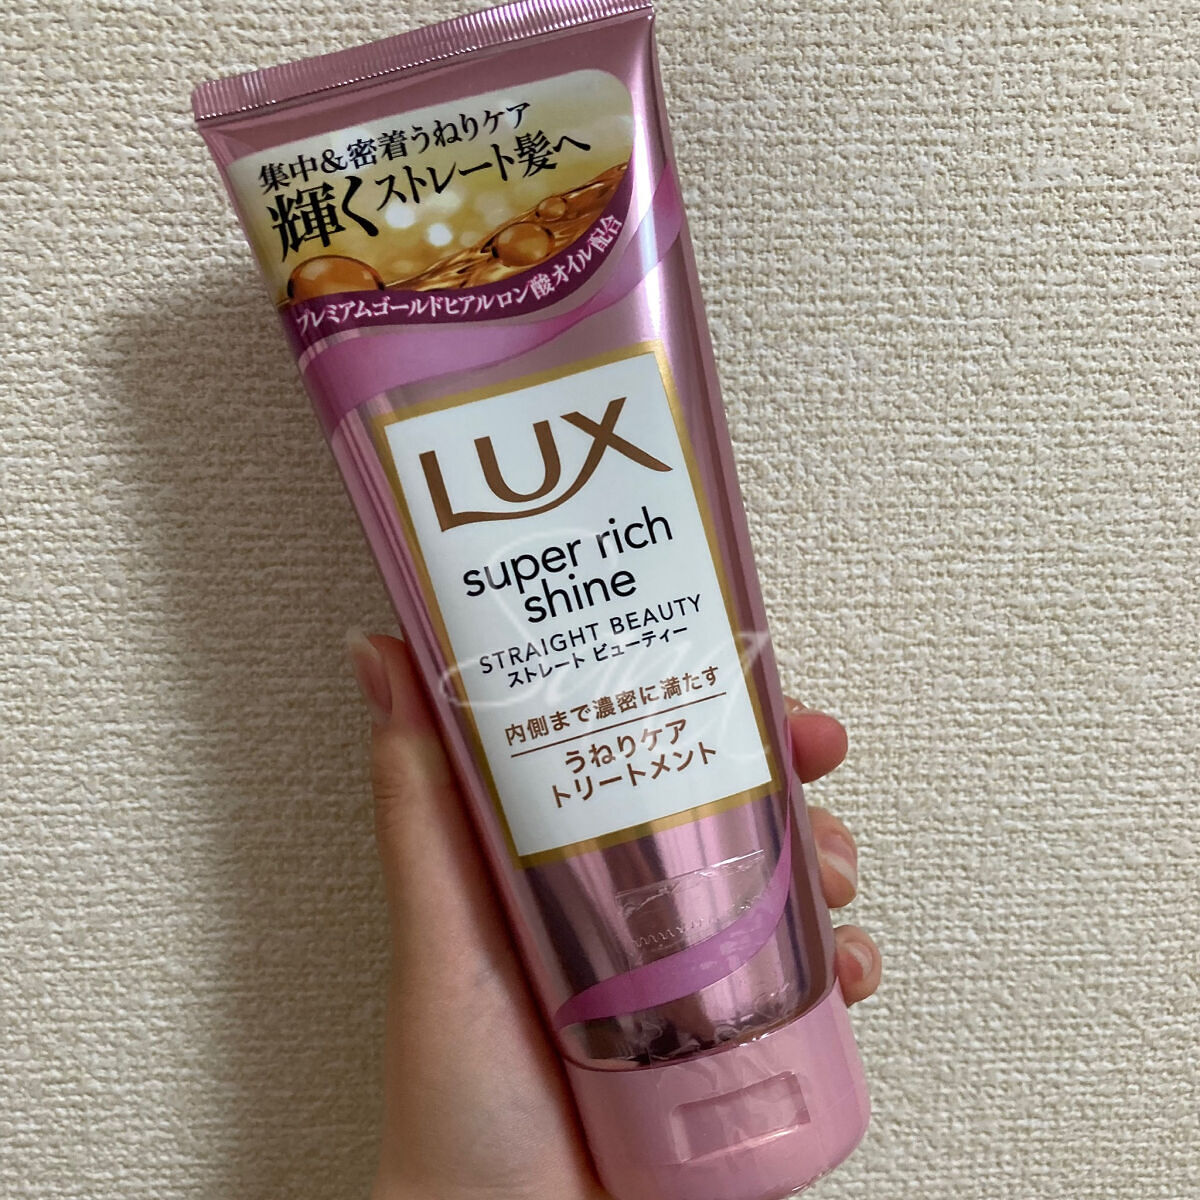 集中&密着うねりケア
輝くストレート髪へ
プレミアムゴールドヒアルロン酸オイル配合
LUX
super rich
shine
STRAIGHT BEAUTY
ストレート ビューティー
内側まで濃密に満たす
うねりケア
トリートメント